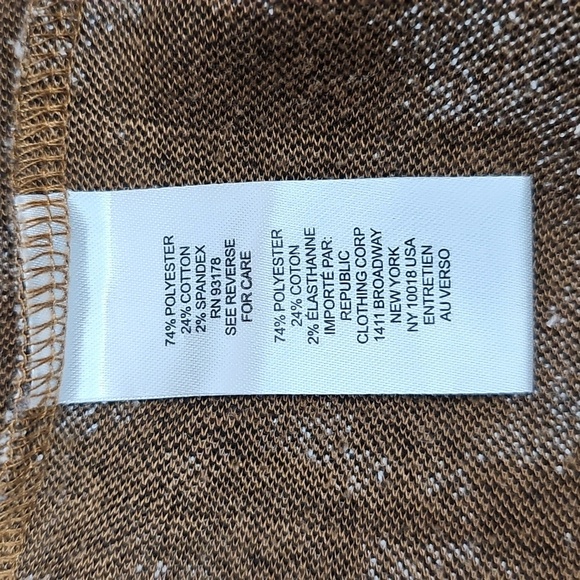 74% POLYESTER
24% COTTON
2% SPANDEX
RN 93178
SEE REVERSE
FOR CARE
74% POLYESTER
24% COTON
2% ÉLASTHANNE
IMPORTÉ PAR:
REPUBLIC
CLOTHING CORP
1411 BROADWAY
NEW YORK
NY 10018 USA
ENTRETIEN
AU VERSO